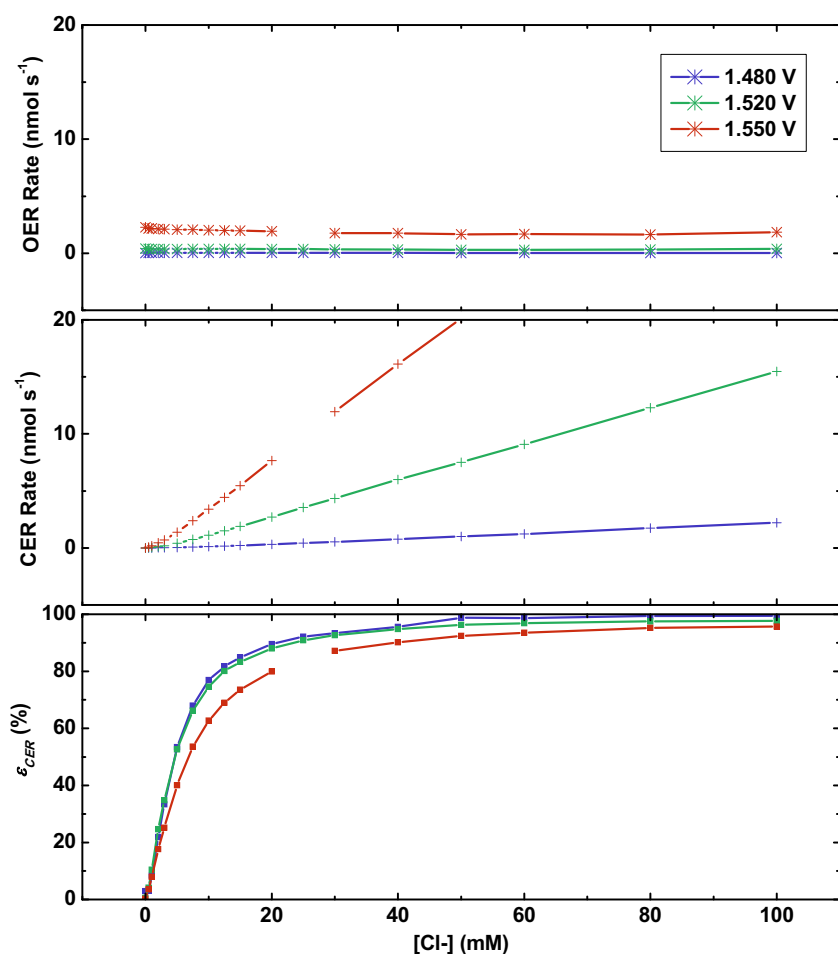 20
10
0
OER Rate (nmol s⁻¹)
1.480 V
1.520 V
1.550 V
20
10
0
CER Rate (nmol s⁻¹)
100
80
60
40
20
0
ε_CER (%)
0 20 40 60 80 100
[Cl-] (mM)